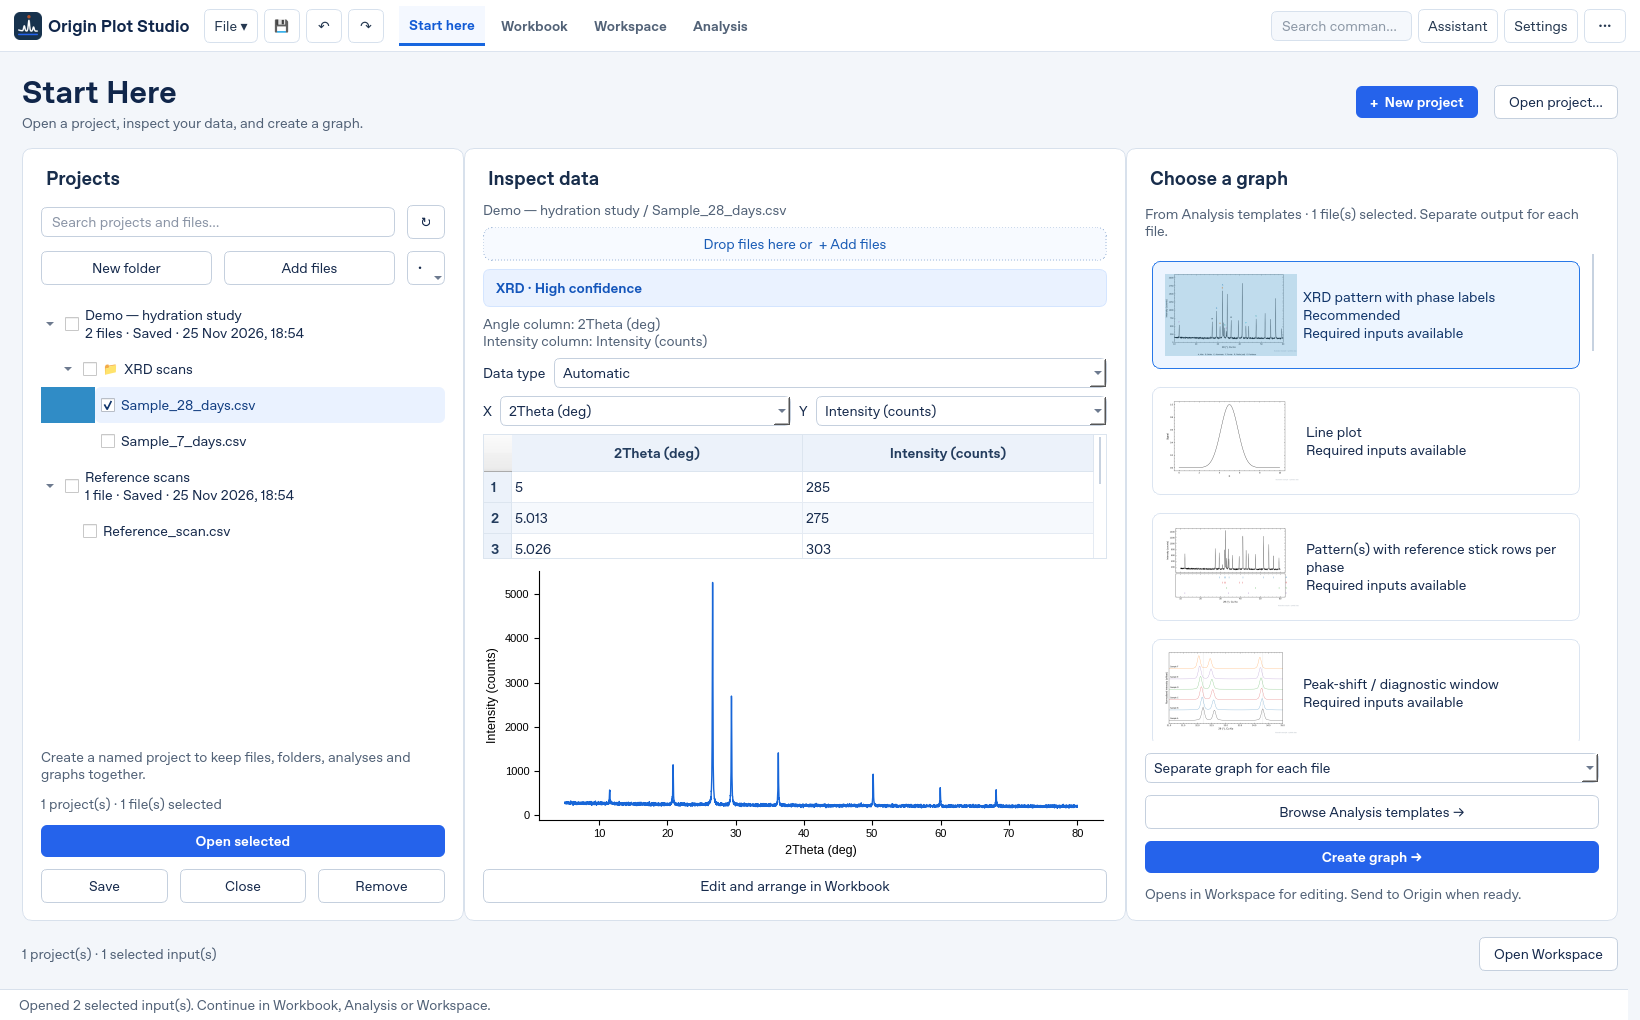 Origin Plot Studio
File ▾
Start here
Workbook
Workspace
Analysis
Search comman...
Assistant
Settings
...
Start Here
Open a project, inspect your data, and create a graph.
+ New project
Open project...
Projects
Search projects and files...
New folder
Add files
Demo — hydration study
2 files · Saved · 25 Nov 2026, 18:54
XRD scans
Sample_28_days.csv
Sample_7_days.csv
Reference scans
1 file · Saved · 25 Nov 2026, 18:54
Reference_scan.csv
Create a named project to keep files, folders, analyses and
graphs together.
1 project(s) · 1 file(s) selected
Open selected
Save
Close
Remove
Inspect data
Demo — hydration study / Sample_28_days.csv
Drop files here or + Add files
XRD · High confidence
Angle column: 2Theta (deg)
Intensity column: Intensity (counts)
Data type
Automatic
X
2Theta (deg)
Y
Intensity (counts)
2Theta (deg) Intensity (counts)
1 5 285
2 5.013 275
3 5.026 303
5000
4000
3000
2000
1000
0
Intensity (counts)
10 20 30 40 50 60 70 80
2Theta (deg)
Edit and arrange in Workbook
Choose a graph
From Analysis templates · 1 file(s) selected. Separate output for each
file.
XRD pattern with phase labels
Recommended
Required inputs available
Line plot
Required inputs available
Pattern(s) with reference stick rows per
phase
Required inputs available
Peak-shift / diagnostic window
Required inputs available
Separate graph for each file
Browse Analysis templates →
Create graph →
Opens in Workspace for editing. Send to Origin when ready.
1 project(s) · 1 selected input(s)
Open Workspace
Opened 2 selected input(s). Continue in Workbook, Analysis or Workspace.